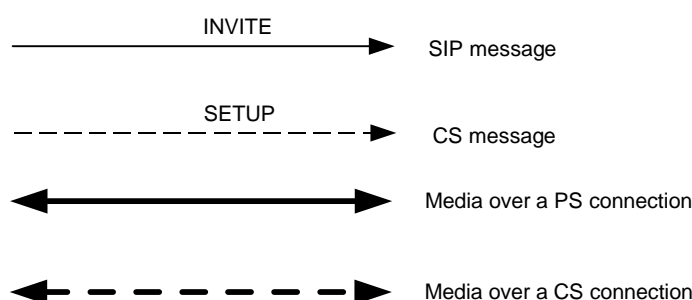 INVITE
SIP message
SETUP
CS message
Media over a PS connection
Media over a CS connection